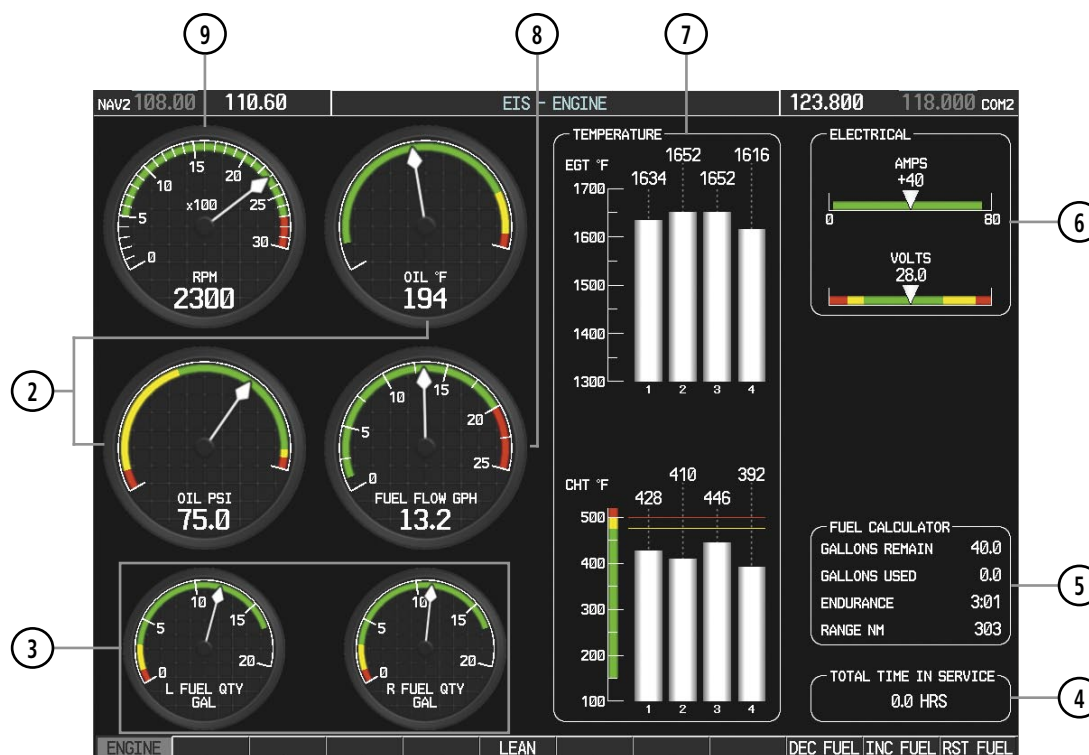 9
8
7
NAV2 108.00 110.60 EIS - ENGINE 123.800 118.000 COM2
0 5 10 15 20 25 30
x100
RPM
2300
OIL °F
194
2
OIL PSI
75.0
0 5 10 15 20 25
FUEL FLOW GPH
13.2
3
0 5 10 15 20
L FUEL QTY
GAL
0 5 10 15 20
R FUEL QTY
GAL
TEMPERATURE
EGT °F
1634 1652 1652 1616
1700
1600
1500
1400
1300
1 2 3 4
CHT °F
428 410 446 392
500
400
300
200
100
1 2 3 4
ELECTRICAL
AMPS
+40
0 80
VOLTS
28.0
6
FUEL CALCULATOR
GALLONS REMAIN 40.0
GALLONS USED 0.0
ENDURANCE 3:01
RANGE NM 303
5
TOTAL TIME IN SERVICE
0.0 HRS
4
ENGINE LEAN DEC FUEL INC FUEL RST FUEL